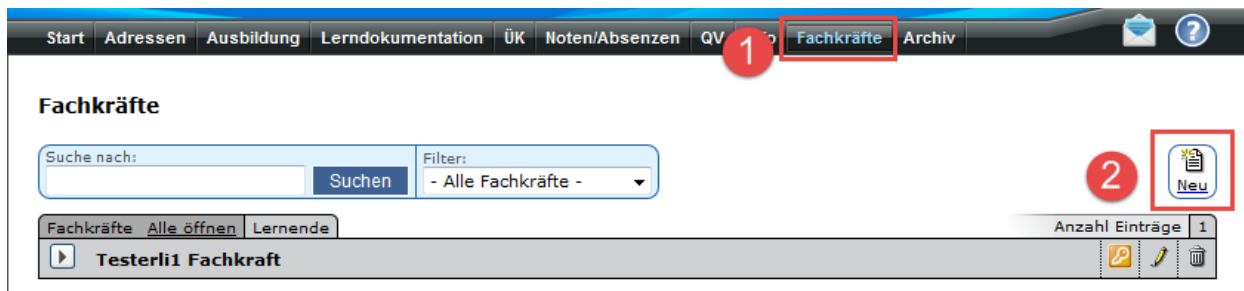 Start Adressen Ausbildung Lerndokumentation ÜK Noten/Absenzen QV Fachkräfte Archiv
1
Fachkräfte
Suche nach:
Filter:
Suchen
- Alle Fachkräfte -
2
Neu
Fachkräfte Alle öffnen Lernende
Anzahl Einträge 1
Testerli1 Fachkraft